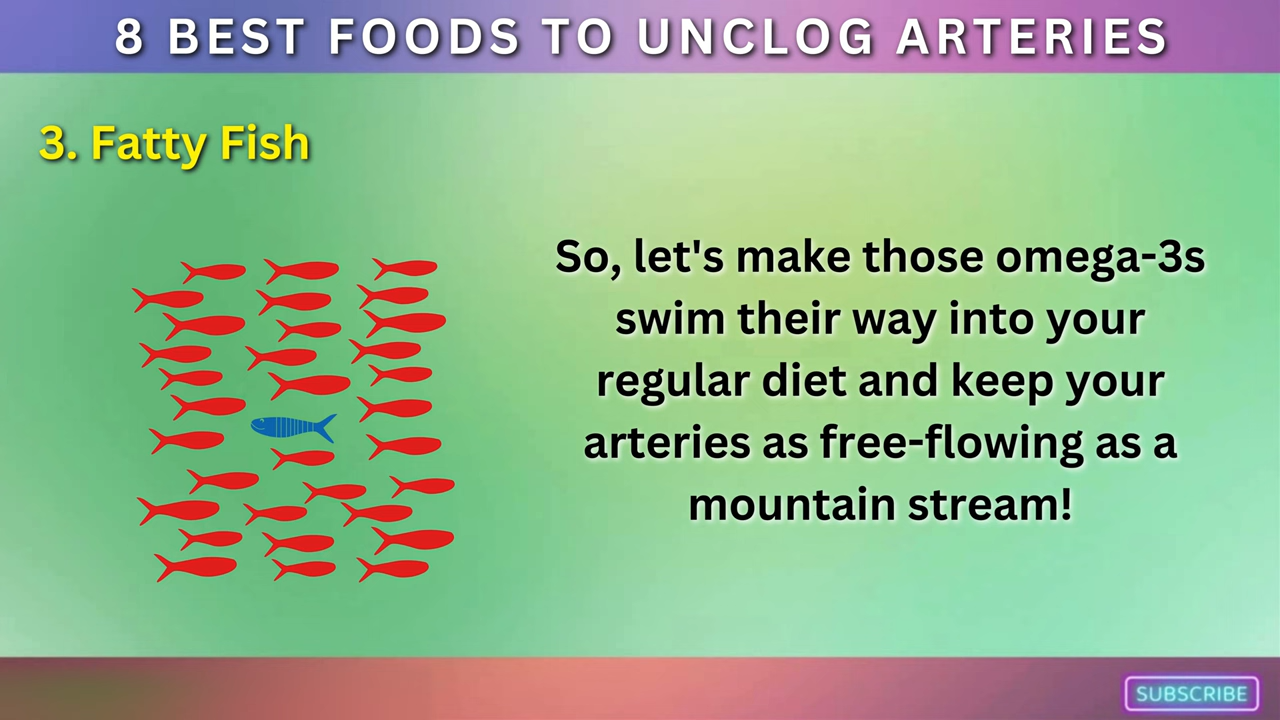 8 BEST FOODS TO UNCLOG ARTERIES
3. Fatty Fish
So, let's make those omega-3s
swim their way into your
regular diet and keep your
arteries as free-flowing as a
mountain stream!
SUBSCRIBE